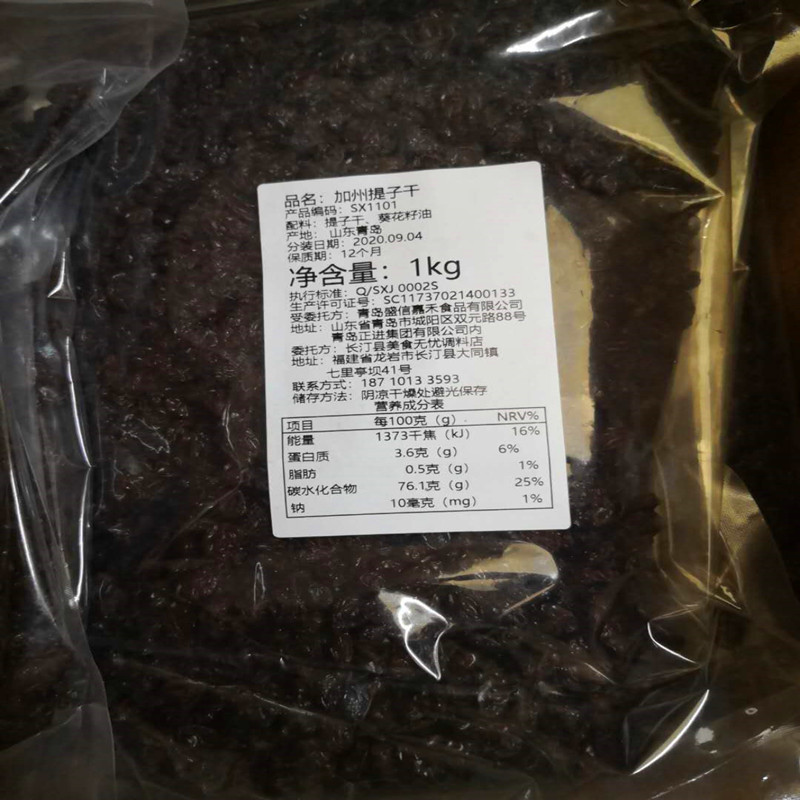 品名：加州提子干
产品编码：SX1101
配料：提子干、葵花籽油
产地：山东青岛
分装日期：2020.09.04
保质期：12个月
净含量：1kg
执行标准：Q/SXJ 0002S
生产许可证号：SC11737021400133
受委托方：青岛盛信嘉禾食品有限公司
地址：山东省青岛市城阳区双元路88号
青岛正进集团有限公司内
委托方：长汀县美食无忧调料店
地址：福建省龙岩市长汀县大同镇
七里亭坝41号
联系方式：187 1013 3593
储存方法：阴凉干燥处避光保存
营养成分表
项目 每100克（g） NRV%
能量 1373千焦（kJ） 16%
蛋白质 3.6克（g） 6%
脂肪 0.5克（g） 1%
碳水化合物 76.1克（g） 25%
钠 10毫克（mg） 1%